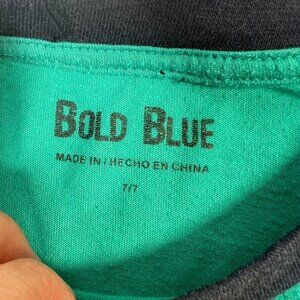 BOLD BLUE
MADE IN / HECHO EN CHINA
7/7